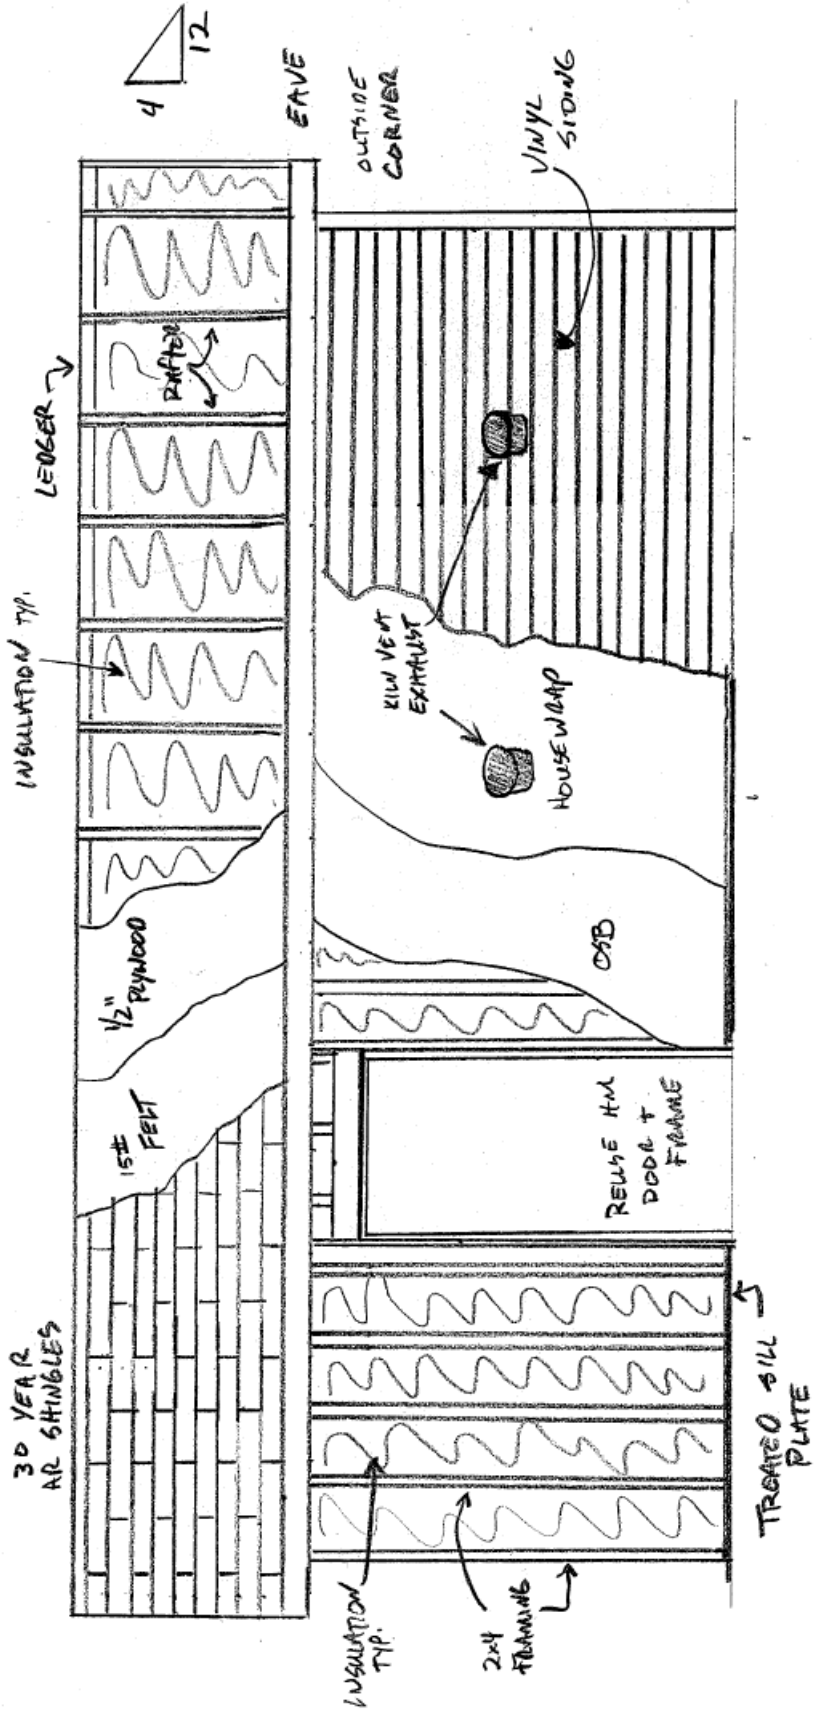 30 YEAR
AR SHINGLES
15#
FELT
1/2"
PLYWOOD
INSULATION TYP.
LEDGER
RAFTER
4
12
EAVE
OUTSIDE
CORNER
VINYL
SIDING
KILN VENT
EXHAUST
HOUSEWRAP
OSB
REUSE HM
DOOR +
FRAME
INSULATION
TYP.
2x4
FRAMING
TREATED SILL
PLATE